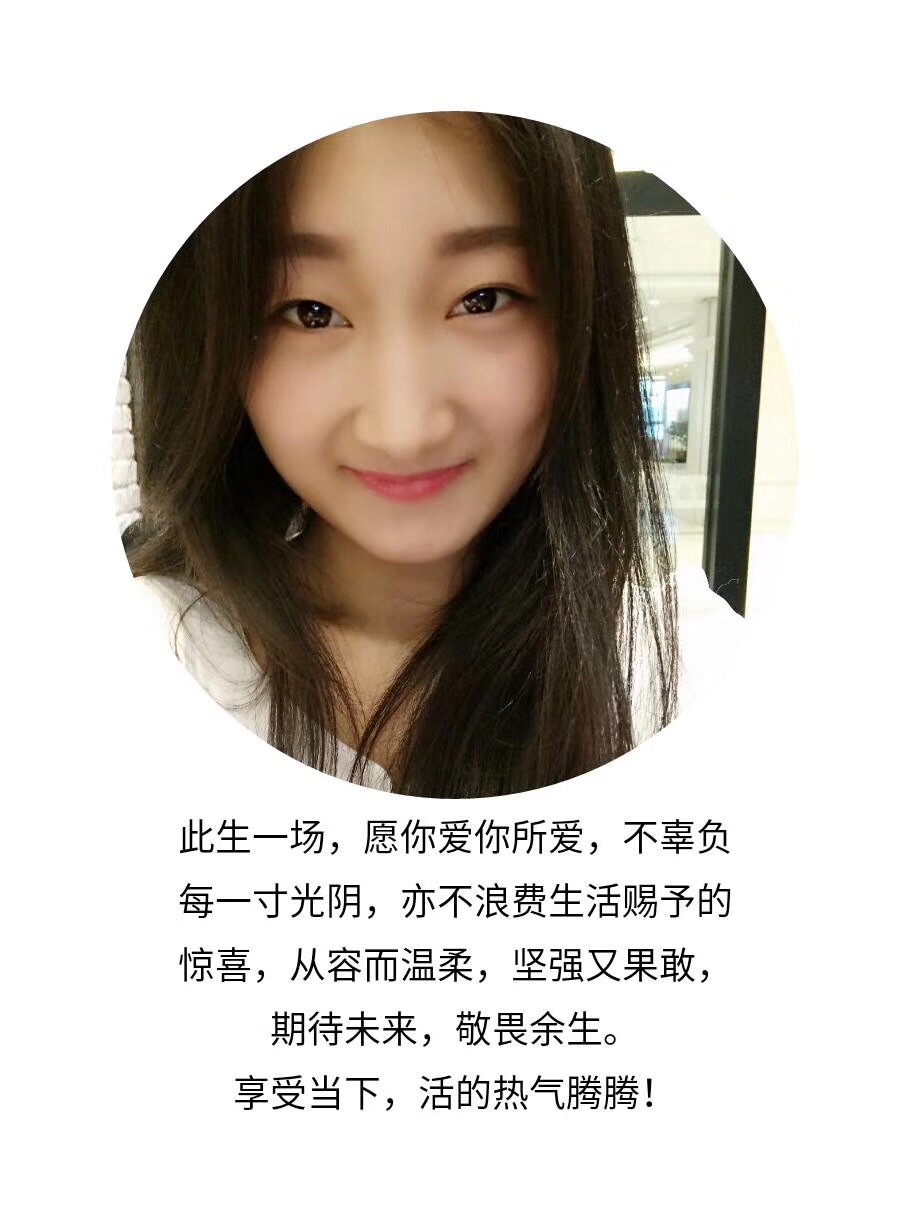 此生一场，愿你爱你所爱，不辜负
每一寸光阴，亦不浪费生活赐予的
惊喜，从容而温柔，坚强又果敢，
期待未来，敬畏余生。
享受当下，活的热气腾腾！